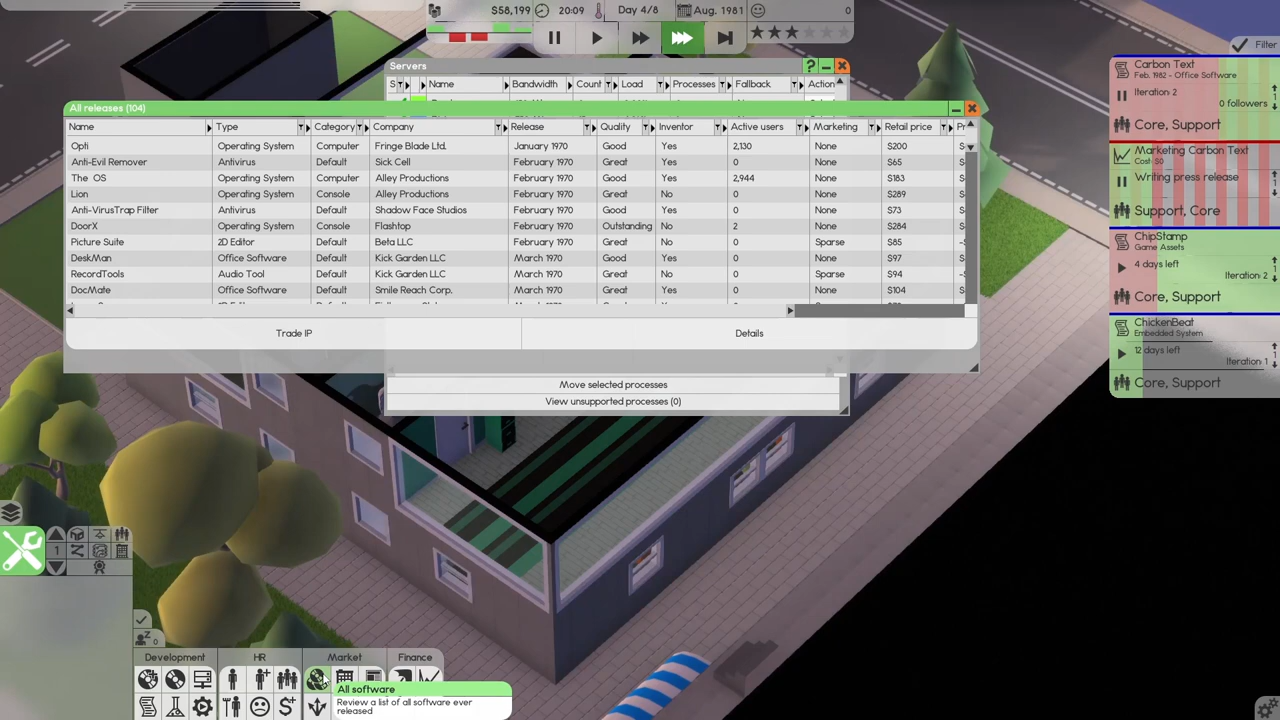 $58,199 20:09 Day 4/8 Aug. 1981 0
Filter
Servers ?
S Name Bandwidth Count Load Processes Fallback Action
All releases (104)
Name Type Category Company Release Quality Inventor Active users Marketing Retail price
Opti Operating System Computer Fringe Blade Ltd. January 1970 Good Yes 2,130 None $200
Anti-Evil Remover Antivirus Default Sick Cell February 1970 Great Yes 0 None $65
The OS Operating System Computer Alley Productions February 1970 Good Yes 2,944 None $183
Lion Operating System Console Alley Productions February 1970 Great No 0 None $289
Anti-VirusTrap Filter Antivirus Default Shadow Face Studios February 1970 Good Yes 0 None $73
DoorX Operating System Console Flashtop February 1970 Outstanding No 2 None $284
Picture Suite 2D Editor Default Beta LLC February 1970 Great No 0 Sparse $85
DeskMan Office Software Default Kick Garden LLC March 1970 Good Yes 0 None $97
RecordTools Audio Tool Default Kick Garden LLC March 1970 Great No 0 Sparse $94
DocMate Office Software Default Smile Reach Corp. March 1970 Good Yes 0 None $104
Trade IP Details
Move selected processes
View unsupported processes (0)
Carbon Text
Feb. 1982 - Office Software
Iteration 2
0 followers
1
Core, Support
Marketing Carbon Text
Cost: $0
Writing press release
1
Support, Core
ChipStamp
Game Assets
4 days left
Iteration 2
1
Core, Support
ChickenBeat
Embedded System
12 days left
Iteration 1
1
Core, Support
1
0
Development HR Market Finance
All software
Review a list of all software ever
released